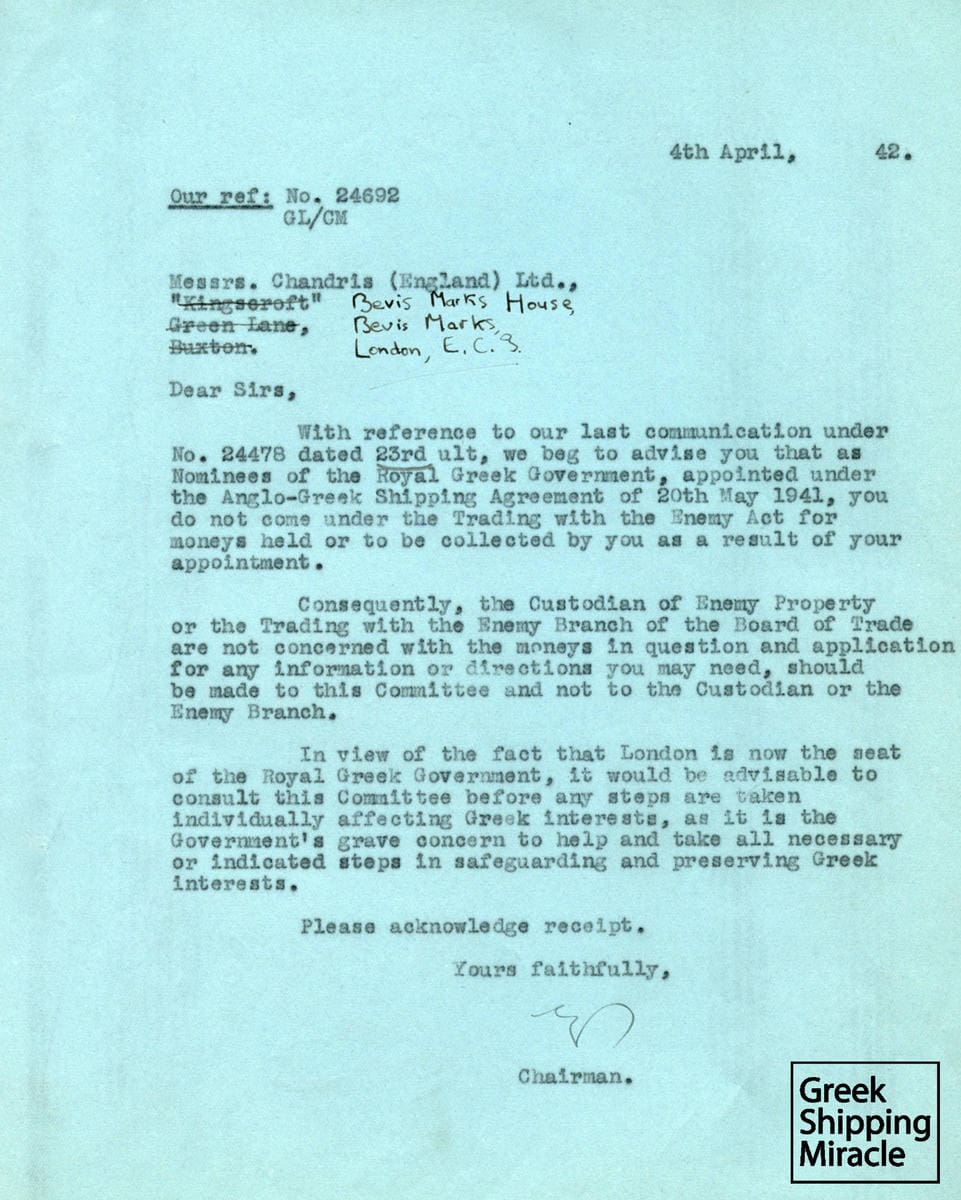 4th April, 42.
Our ref: No. 24692
GL/CM
Messrs. Chandris (England) Ltd.,
"Kingscroft" Bevis Marks House,
Green Lane, Bevis Marks,
Buxton. London, E.C.3.
Dear Sirs,
With reference to our last communication under
No. 24478 dated 23rd ult, we beg to advise you that as
Nominees of the Royal Greek Government, appointed under
the Anglo-Greek Shipping Agreement of 20th May 1941, you
do not come under the Trading with the Enemy Act for
moneys held or to be collected by you as a result of your
appointment.
Consequently, the Custodian of Enemy Property
or the Trading with the Enemy Branch of the Board of Trade
are not concerned with the moneys in question and application
for any information or directions you may need, should
be made to this Committee and not to the Custodian or the
Enemy Branch.
In view of the fact that London is now the seat
of the Royal Greek Government, it would be advisable to
consult this Committee before any steps are taken
individually affecting Greek interests, as it is the
Government's grave concern to help and take all necessary
or indicated steps in safeguarding and preserving Greek
interests.
Please acknowledge receipt.
Yours faithfully,
Chairman.
Greek
Shipping
Miracle